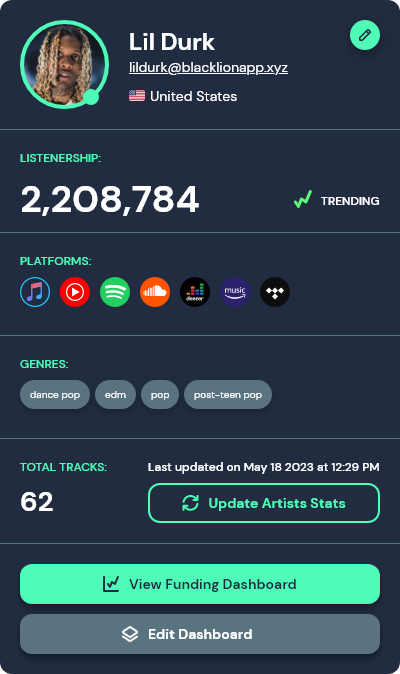 Lil Durk
lildurk@blacklionapp.xyz
United States
LISTENERSHIP:
2,208,784
TRENDING
PLATFORMS:
deezer
music
GENRES:
dance pop edm pop post-teen pop
TOTAL TRACKS:
Last updated on May 18 2023 at 12:29 PM
62
Update Artists Stats
View Funding Dashboard
Edit Dashboard